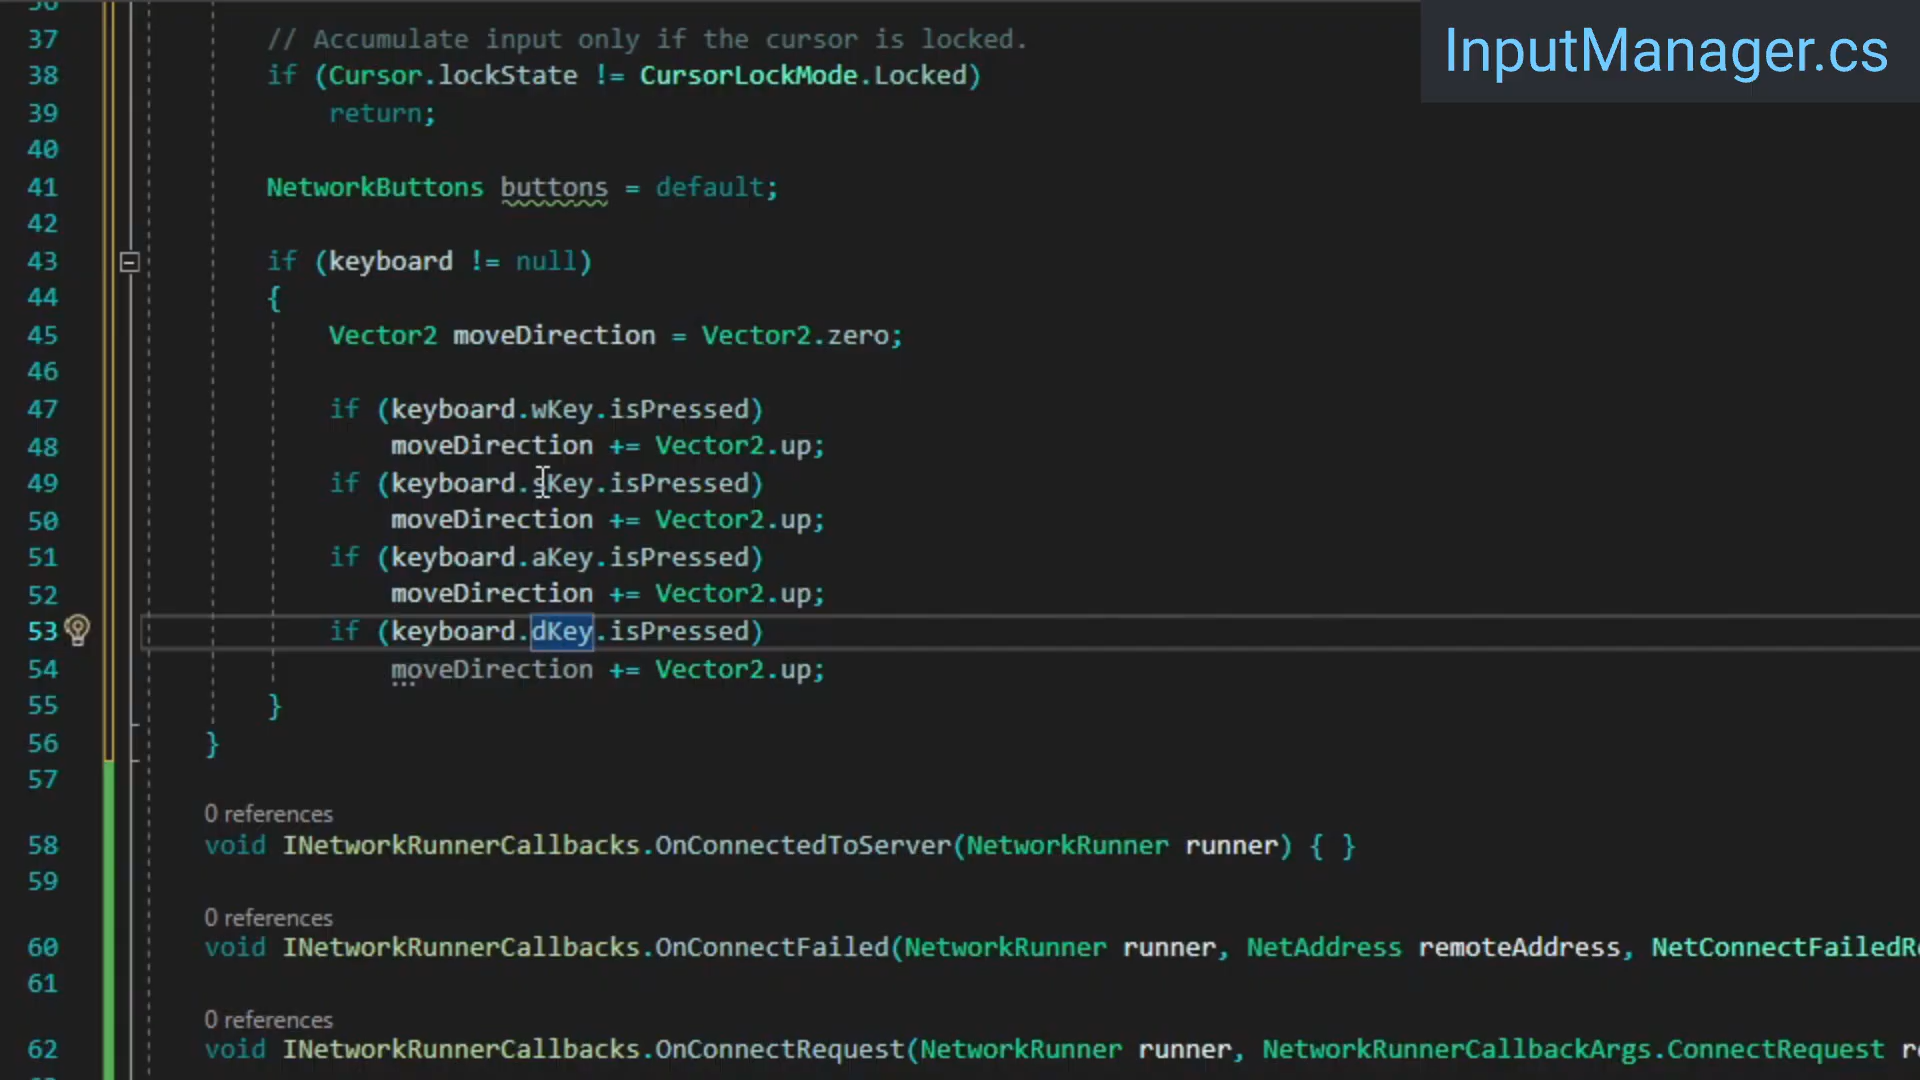 InputManager.cs
37 // Accumulate input only if the cursor is locked.
38 if (Cursor.lockState != CursorLockMode.Locked)
39 return;
40
41 NetworkButtons buttons = default;
42
43 if (keyboard != null)
44 {
45 Vector2 moveDirection = Vector2.zero;
46
47 if (keyboard.wKey.isPressed)
48 moveDirection += Vector2.up;
49 if (keyboard.sKey.isPressed)
50 moveDirection += Vector2.up;
51 if (keyboard.aKey.isPressed)
52 moveDirection += Vector2.up;
53 if (keyboard.dKey.isPressed)
54 moveDirection += Vector2.up;
55 }
56 }
57
0 references
58 void INetworkRunnerCallbacks.OnConnectedToServer(NetworkRunner runner) { }
59
0 references
60 void INetworkRunnerCallbacks.OnConnectFailed(NetworkRunner runner, NetAddress remoteAddress, NetConnectFailedRe
61
0 references
62 void INetworkRunnerCallbacks.OnConnectRequest(NetworkRunner runner, NetworkRunnerCallbackArgs.ConnectRequest re